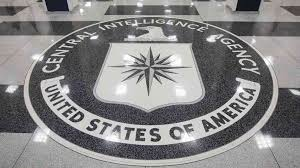 CENTRAL INTELLIGENCE AGENCY
UNITED STATES OF AMERICA